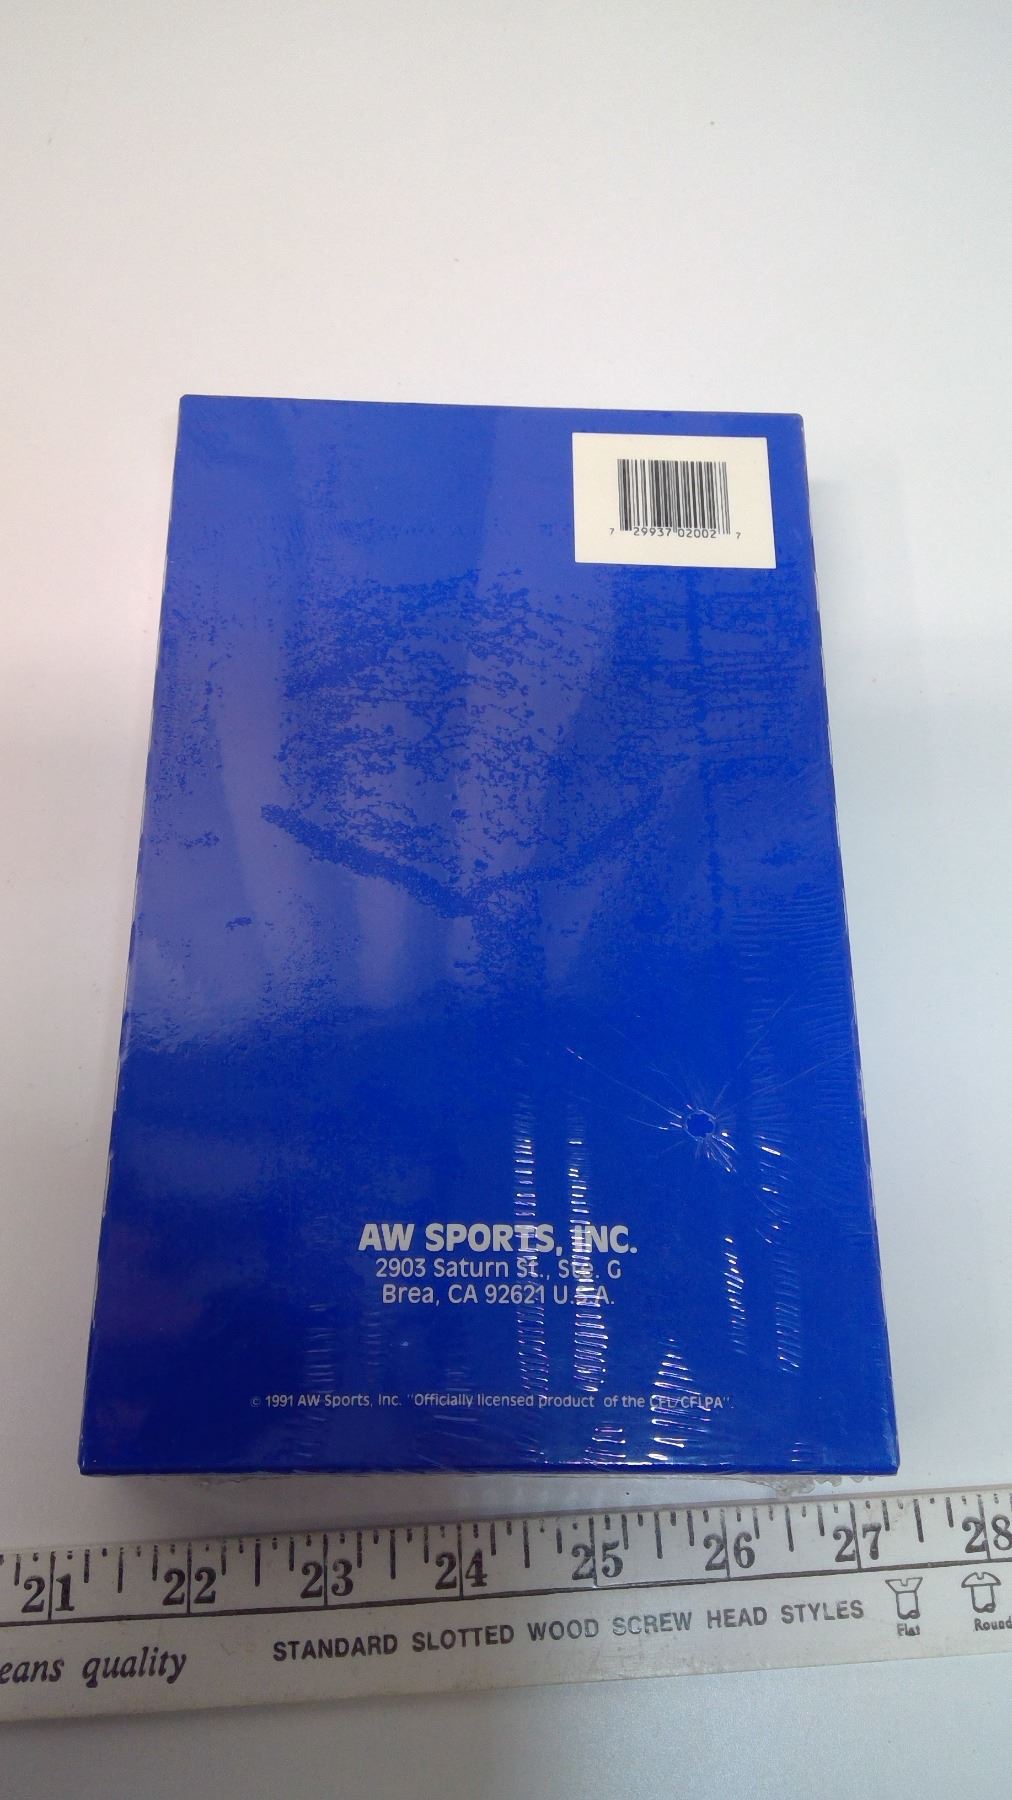 7 29937 02002 7
AW SPORTS, INC.
2903 Saturn St., Ste. G
Brea, CA 92621 U.S.A.
© 1991 AW Sports, Inc. "Officially licensed product of the CFL/CFLPA".
21 22 23 24 25 26 27 28
eans quality STANDARD SLOTTED WOOD SCREW HEAD STYLES Flat Round